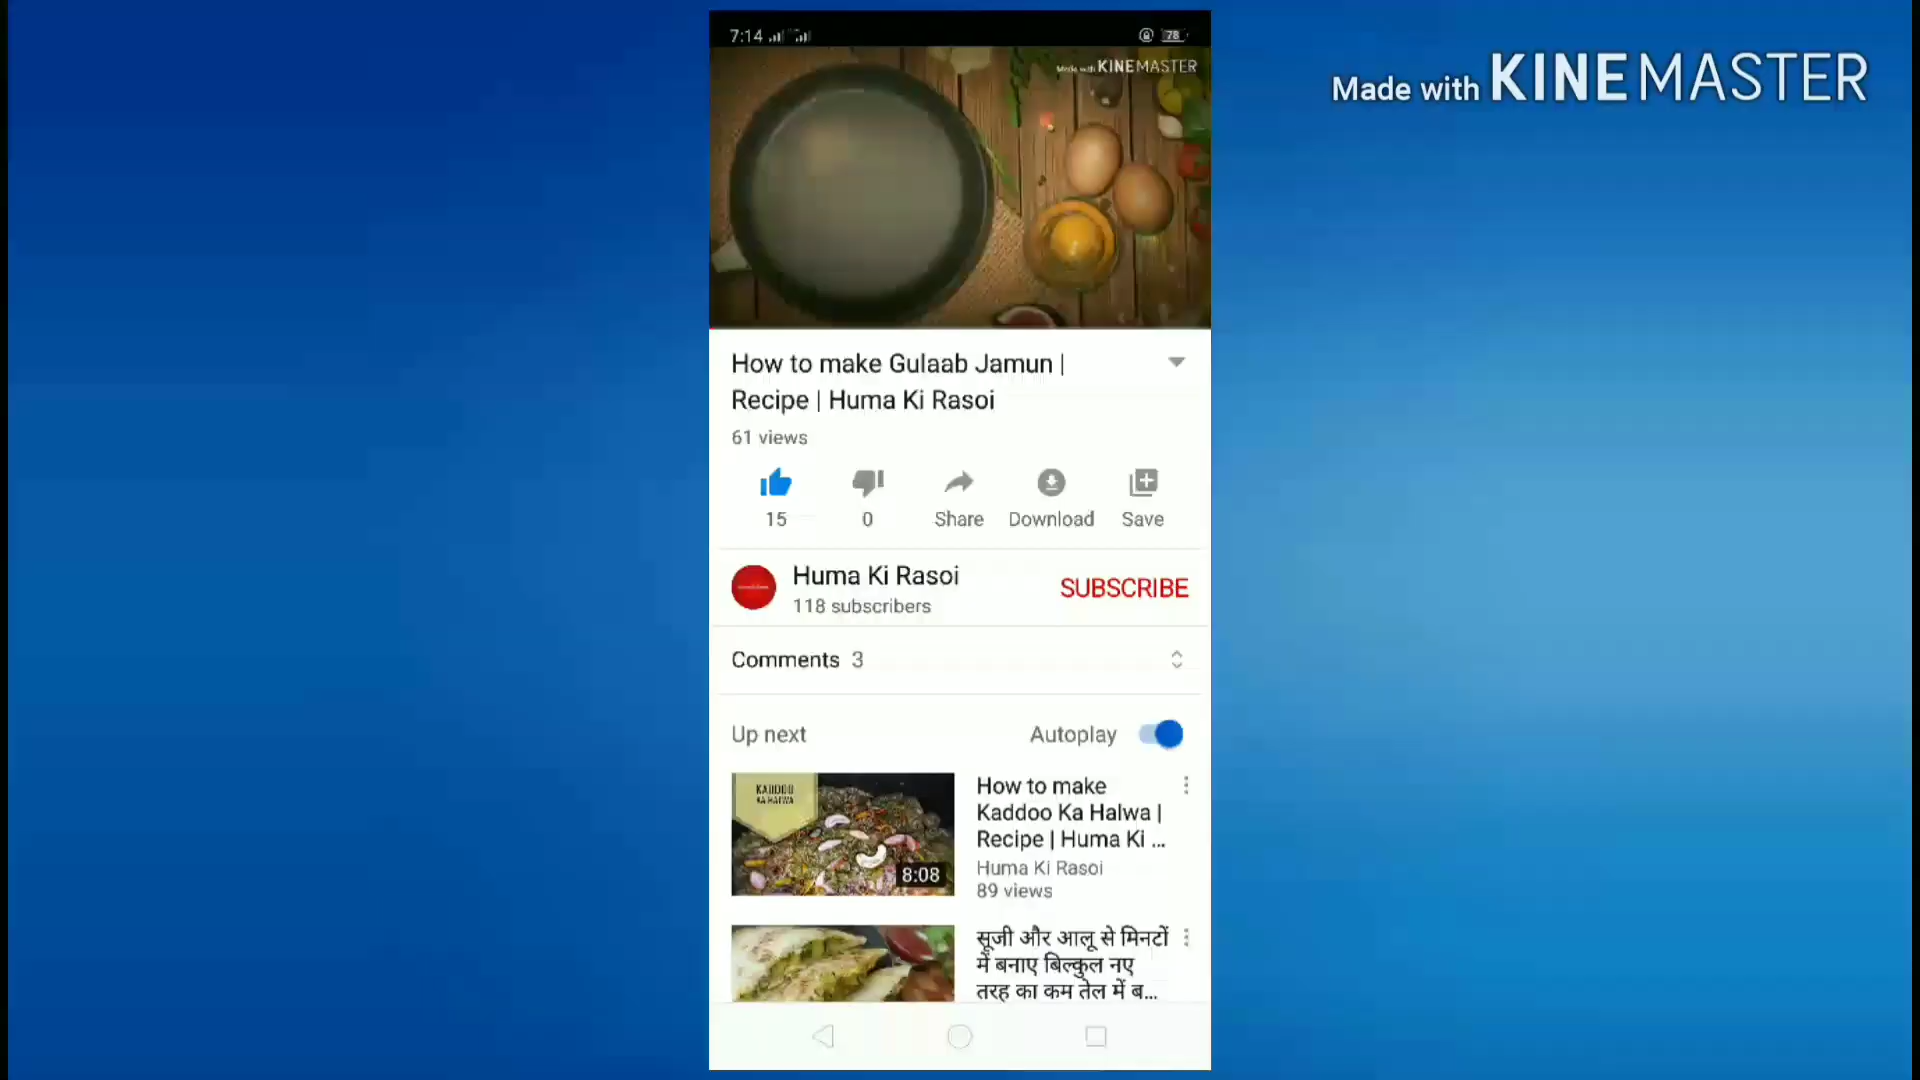 7:14
78
Made with KINEMASTER
Made with KINEMASTER
How to make Gulaab Jamun |
Recipe | Huma Ki Rasoi
61 views
15
0
Share
Download
Save
Huma Ki Rasoi
118 subscribers
SUBSCRIBE
Comments 3
Up next
Autoplay
KADDOO
KA HALWA
8:08
How to make
Kaddoo Ka Halwa |
Recipe | Huma Ki ...
Huma Ki Rasoi
89 views
सूजी और आलू से मिनटों
में बनाए बिल्कुल नए
तरह का कम तेल में ब...